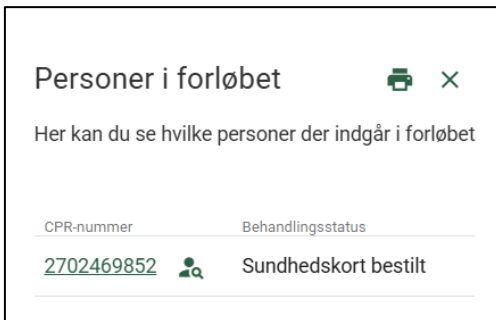 Personer i forløbet
Her kan du se hvilke personer der indgår i forløbet
CPR-nummer Behandlingsstatus
2702469852 Sundhedskort bestilt